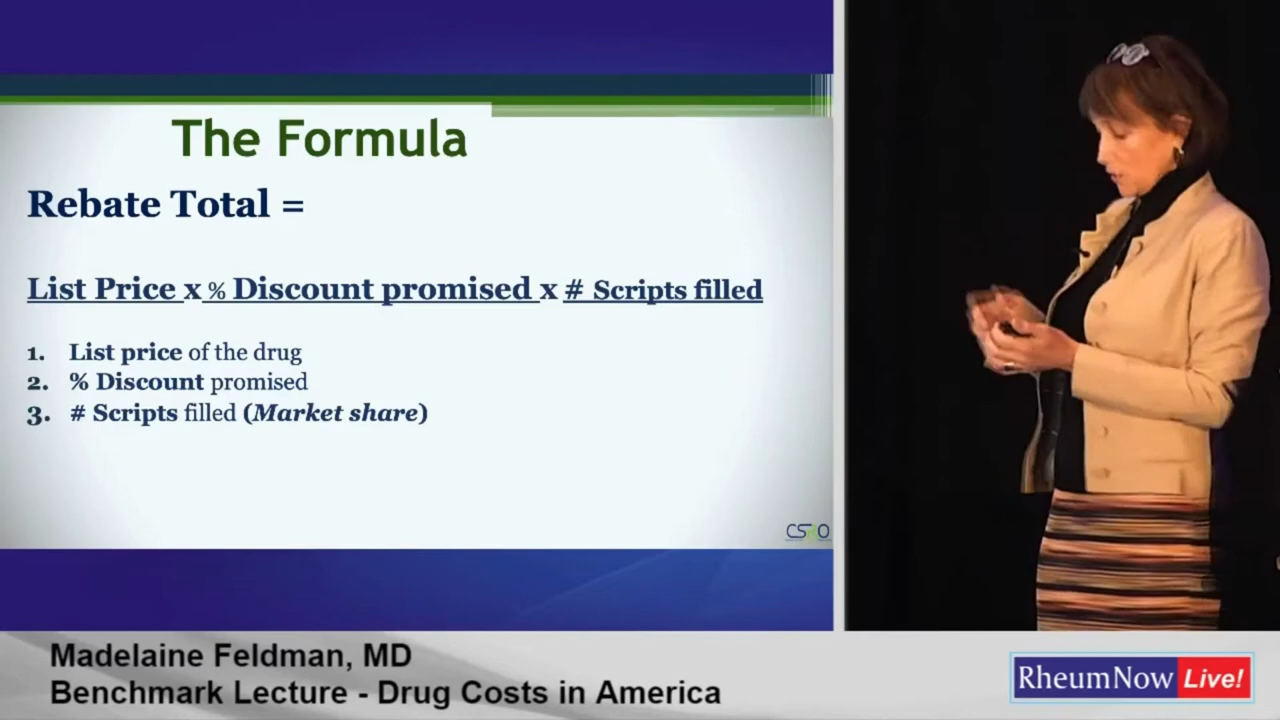 The Formula
Rebate Total =
List Price x % Discount promised x # Scripts filled
1. List price of the drug
2. % Discount promised
3. # Scripts filled (Market share)
CSRO
Madelaine Feldman, MD
Benchmark Lecture - Drug Costs in America
RheumNow Live!